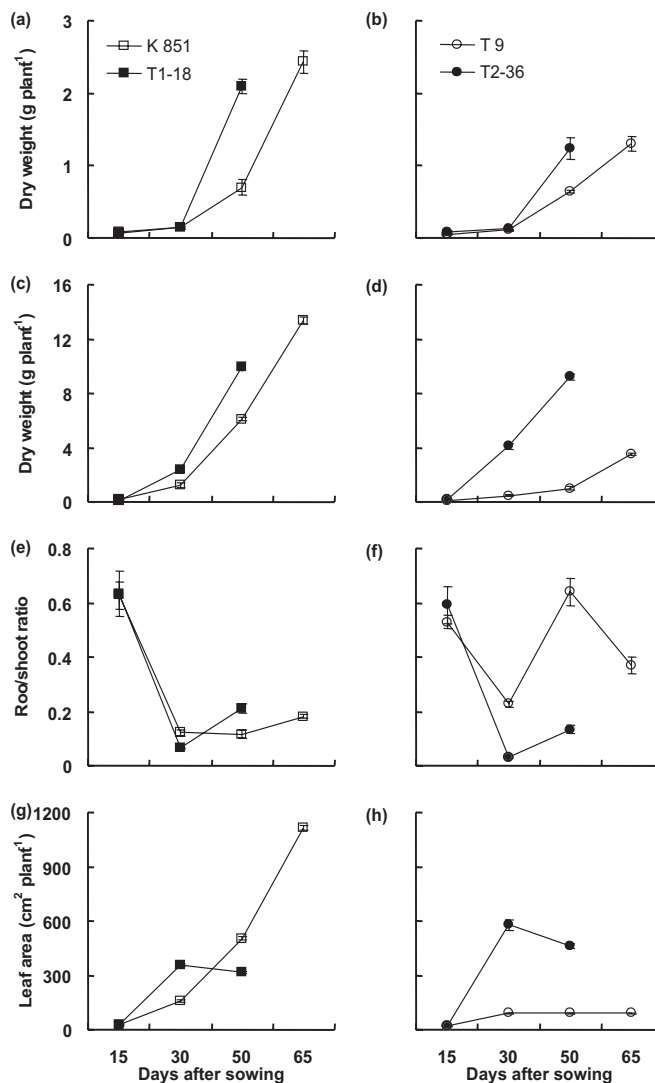 (a)
3
2
1
0
Dry weight (g plant⁻¹)
K 851
T1-18
(b)
T 9
T2-36
(c)
16
12
8
4
0
Dry weight (g plant⁻¹)
(d)
(e)
0.8
0.6
0.4
0.2
0
Roo/shoot ratio
(f)
(g)
1200
900
600
300
0
Leaf area (cm² plant⁻¹)
15 30 50 65
Days after sowing
(h)
15 30 50 65
Days after sowing